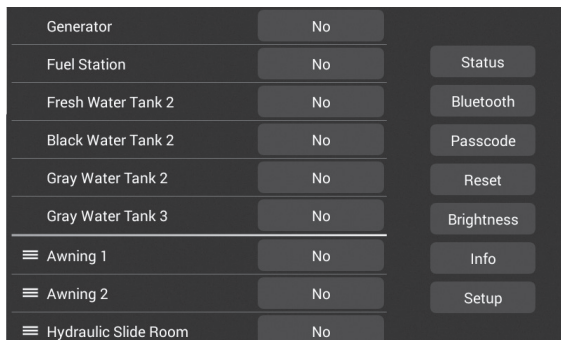 Generator No
Fuel Station No
Status
Fresh Water Tank 2 No
Bluetooth
Black Water Tank 2 No
Passcode
Gray Water Tank 2 No
Reset
Gray Water Tank 3 No
Brightness
Awning 1 No
Info
Awning 2 No
Setup
Hydraulic Slide Room No